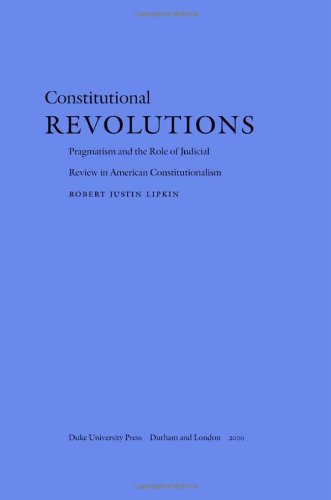 Constitutional
REVOLUTIONS
Pragmatism and the Role of Judicial
Review in American Constitutionalism
ROBERT JUSTIN LIPKIN
Duke University Press Durham and London 2000